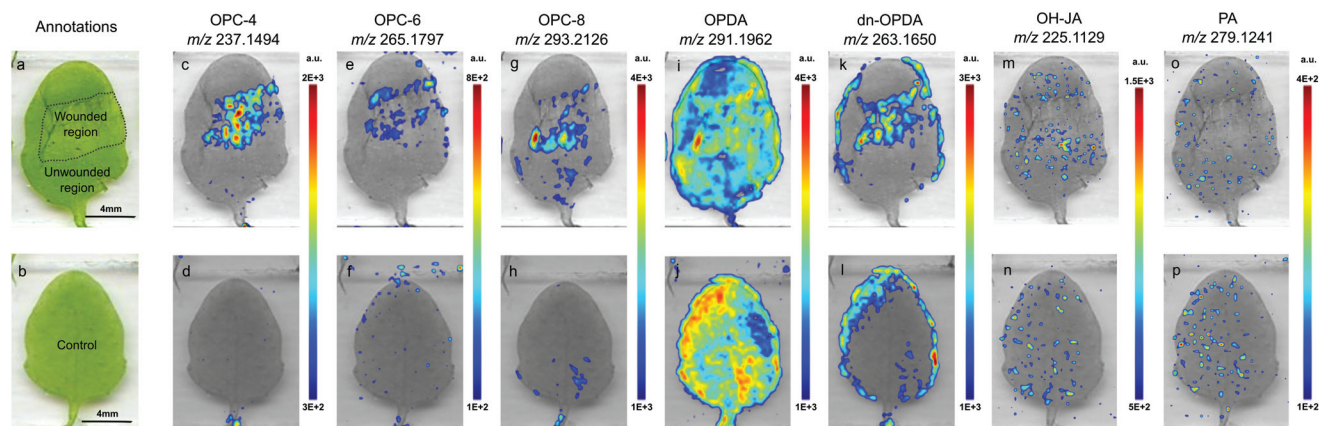 Annotations
OPC-4
m/z 237.1494
OPC-6
m/z 265.1797
OPC-8
m/z 293.2126
OPDA
m/z 291.1962
dn-OPDA
m/z 263.1650
OH-JA
m/z 225.1129
PA
m/z 279.1241
a
Wounded
region
Unwounded
region
4mm
c
a.u.
2E+3
e
a.u.
8E+2
g
a.u.
4E+3
i
a.u.
4E+3
k
a.u.
3E+3
m
a.u.
1.5E+3
o
a.u.
4E+2
b
Control
4mm
d
3E+2
f
1E+2
h
1E+3
j
1E+3
l
1E+3
n
5E+2
p
1E+2